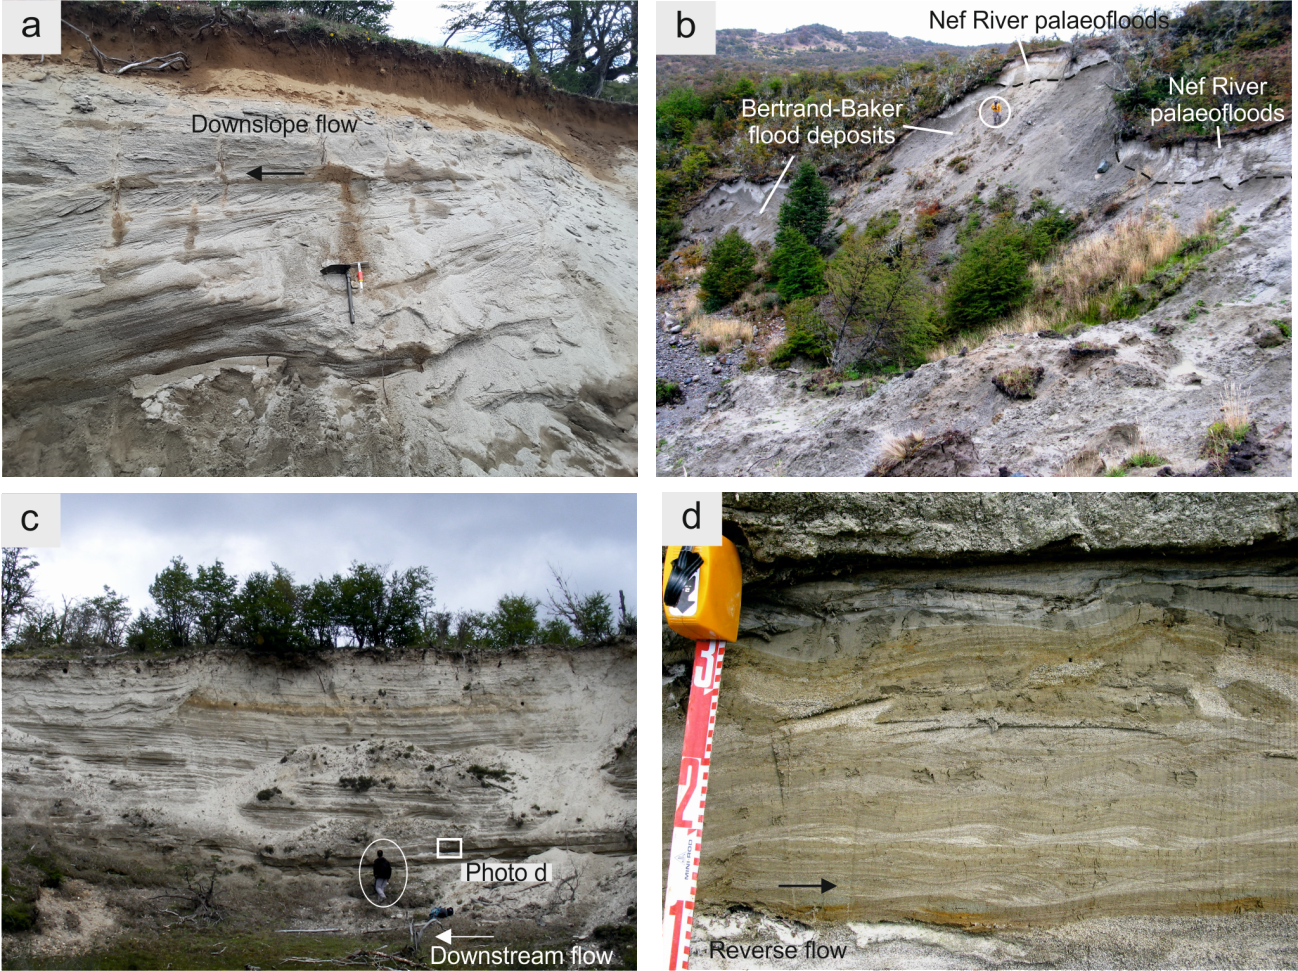 a
Downslope flow
b
Nef River palaeofloods
Bertrand-Baker
flood deposits
Nef River
palaeofloods
c
Photo d
Downstream flow
d
3
2
1
Reverse flow